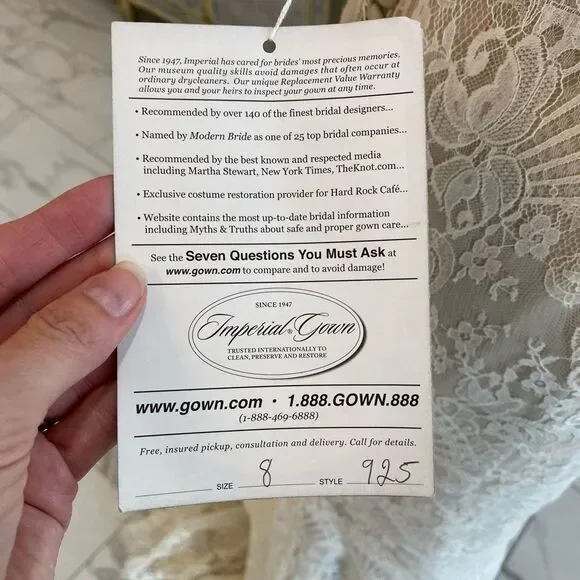 Since 1947, Imperial has cared for brides' most precious memories.
Our museum quality skills avoid damages that often occur at
ordinary drycleaners. Our unique Replacement Value Warranty
allows you and your heirs to inspect your gown at any time.
• Recommended by over 140 of the finest bridal designers...
• Named by Modern Bride as one of 25 top bridal companies...
• Recommended by the best known and respected media
including Martha Stewart, New York Times, TheKnot.com...
• Exclusive costume restoration provider for Hard Rock Café...
• Website contains the most up-to-date bridal information
including Myths & Truths about safe and proper gown care...
See the Seven Questions You Must Ask at
www.gown.com to compare and to avoid damage!
SINCE 1947
Imperial® Gown
TRUSTED INTERNATIONALLY TO
CLEAN, PRESERVE AND RESTORE
www.gown.com • 1.888.GOWN.888
(1-888-469-6888)
Free, insured pickup, consultation and delivery. Call for details.
SIZE 8 STYLE 925